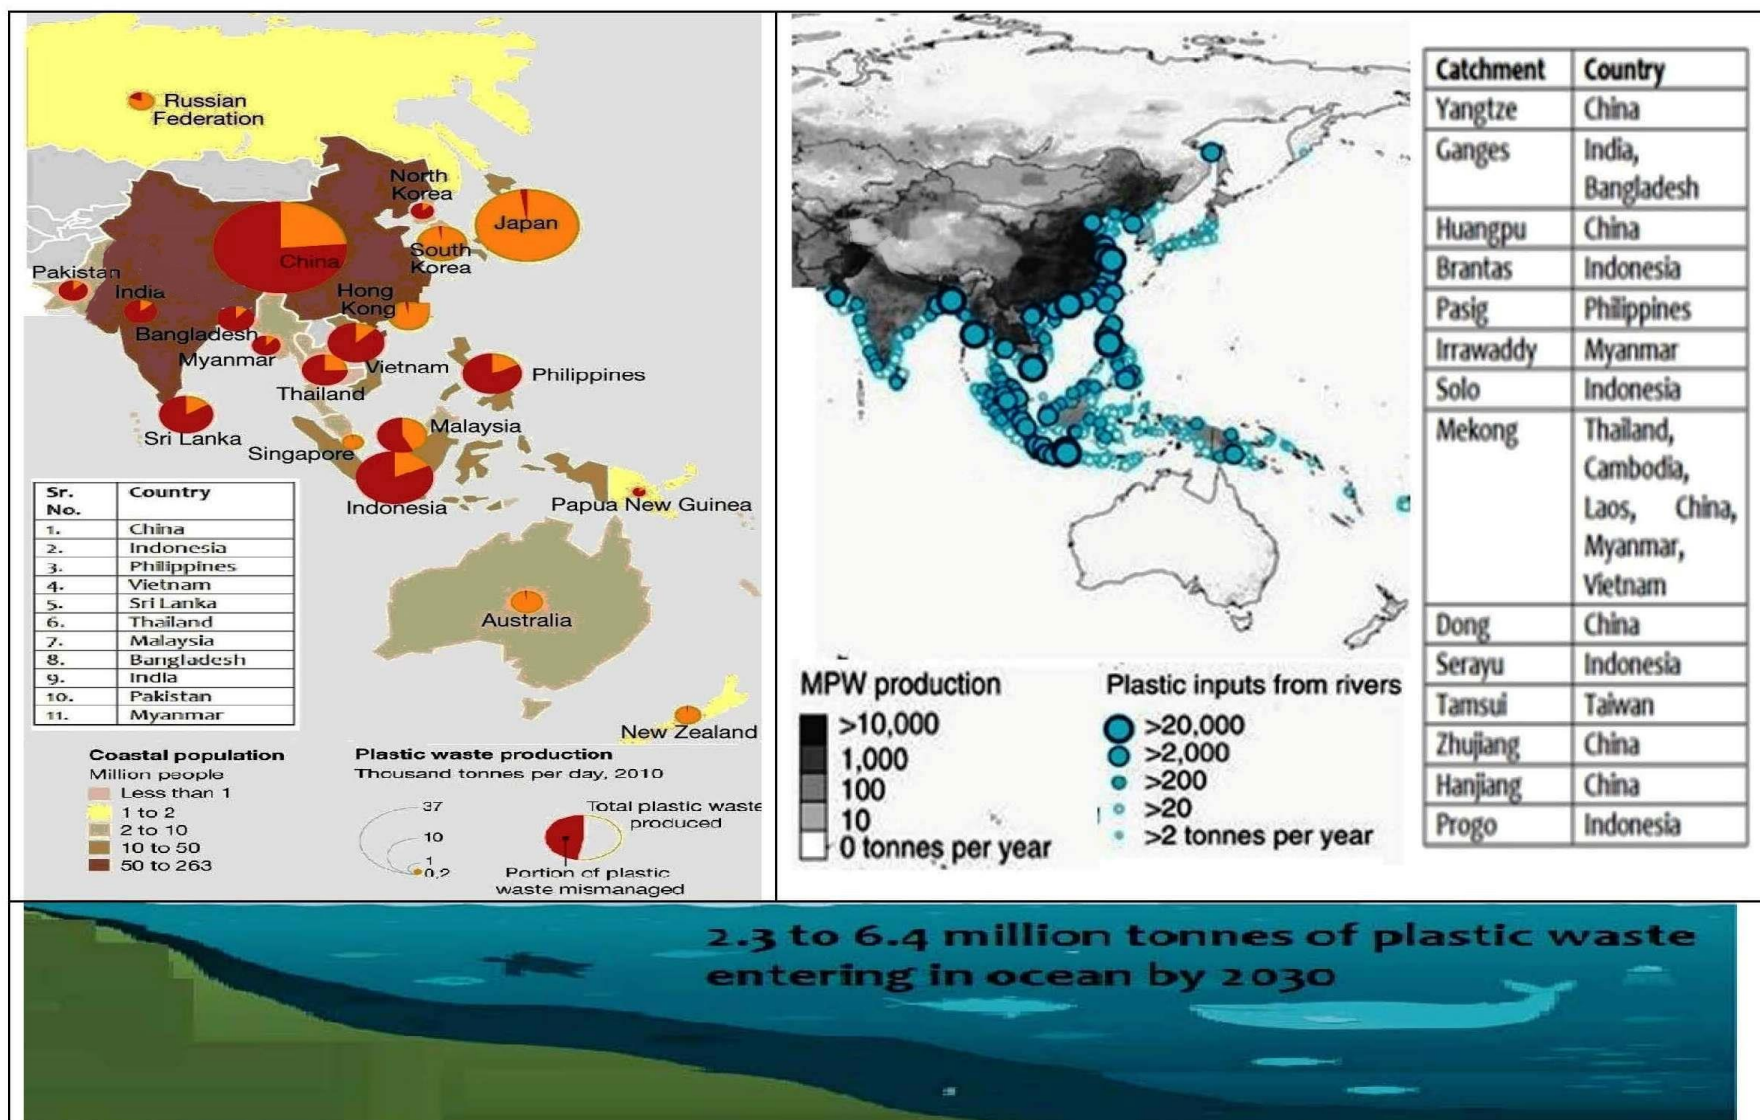 Russian
Federation
North
Korea
Japan
South
Korea
China
Pakistan
India
Hong
Kong
Bangladesh
Myanmar
Vietnam
Thailand
Philippines
Sri Lanka
Malaysia
Singapore
Indonesia
Papua New Guinea
Australia
New Zealand
Sr. No. Country
1. China
2. Indonesia
3. Philippines
4. Vietnam
5. Sri Lanka
6. Thailand
7. Malaysia
8. Bangladesh
9. India
10. Pakistan
11. Myanmar
Coastal population
Million people
Less than 1
1 to 2
2 to 10
10 to 50
50 to 263
Plastic waste production
Thousand tonnes per day, 2010
37
10
1
0,2
Total plastic waste
produced
Portion of plastic
waste mismanaged
MPW production
>10,000
1,000
100
10
0 tonnes per year
Plastic inputs from rivers
>20,000
>2,000
>200
>20
>2 tonnes per year
Catchment Country
Yangtze China
Ganges India,
Bangladesh
Huangpu China
Brantas Indonesia
Pasig Philippines
Irrawaddy Myanmar
Solo Indonesia
Mekong Thailand,
Cambodia,
Laos, China,
Myanmar,
Vietnam
Dong China
Serayu Indonesia
Tamsui Taiwan
Zhujiang China
Hanjiang China
Progo Indonesia
2.3 to 6.4 million tonnes of plastic waste
entering in ocean by 2030